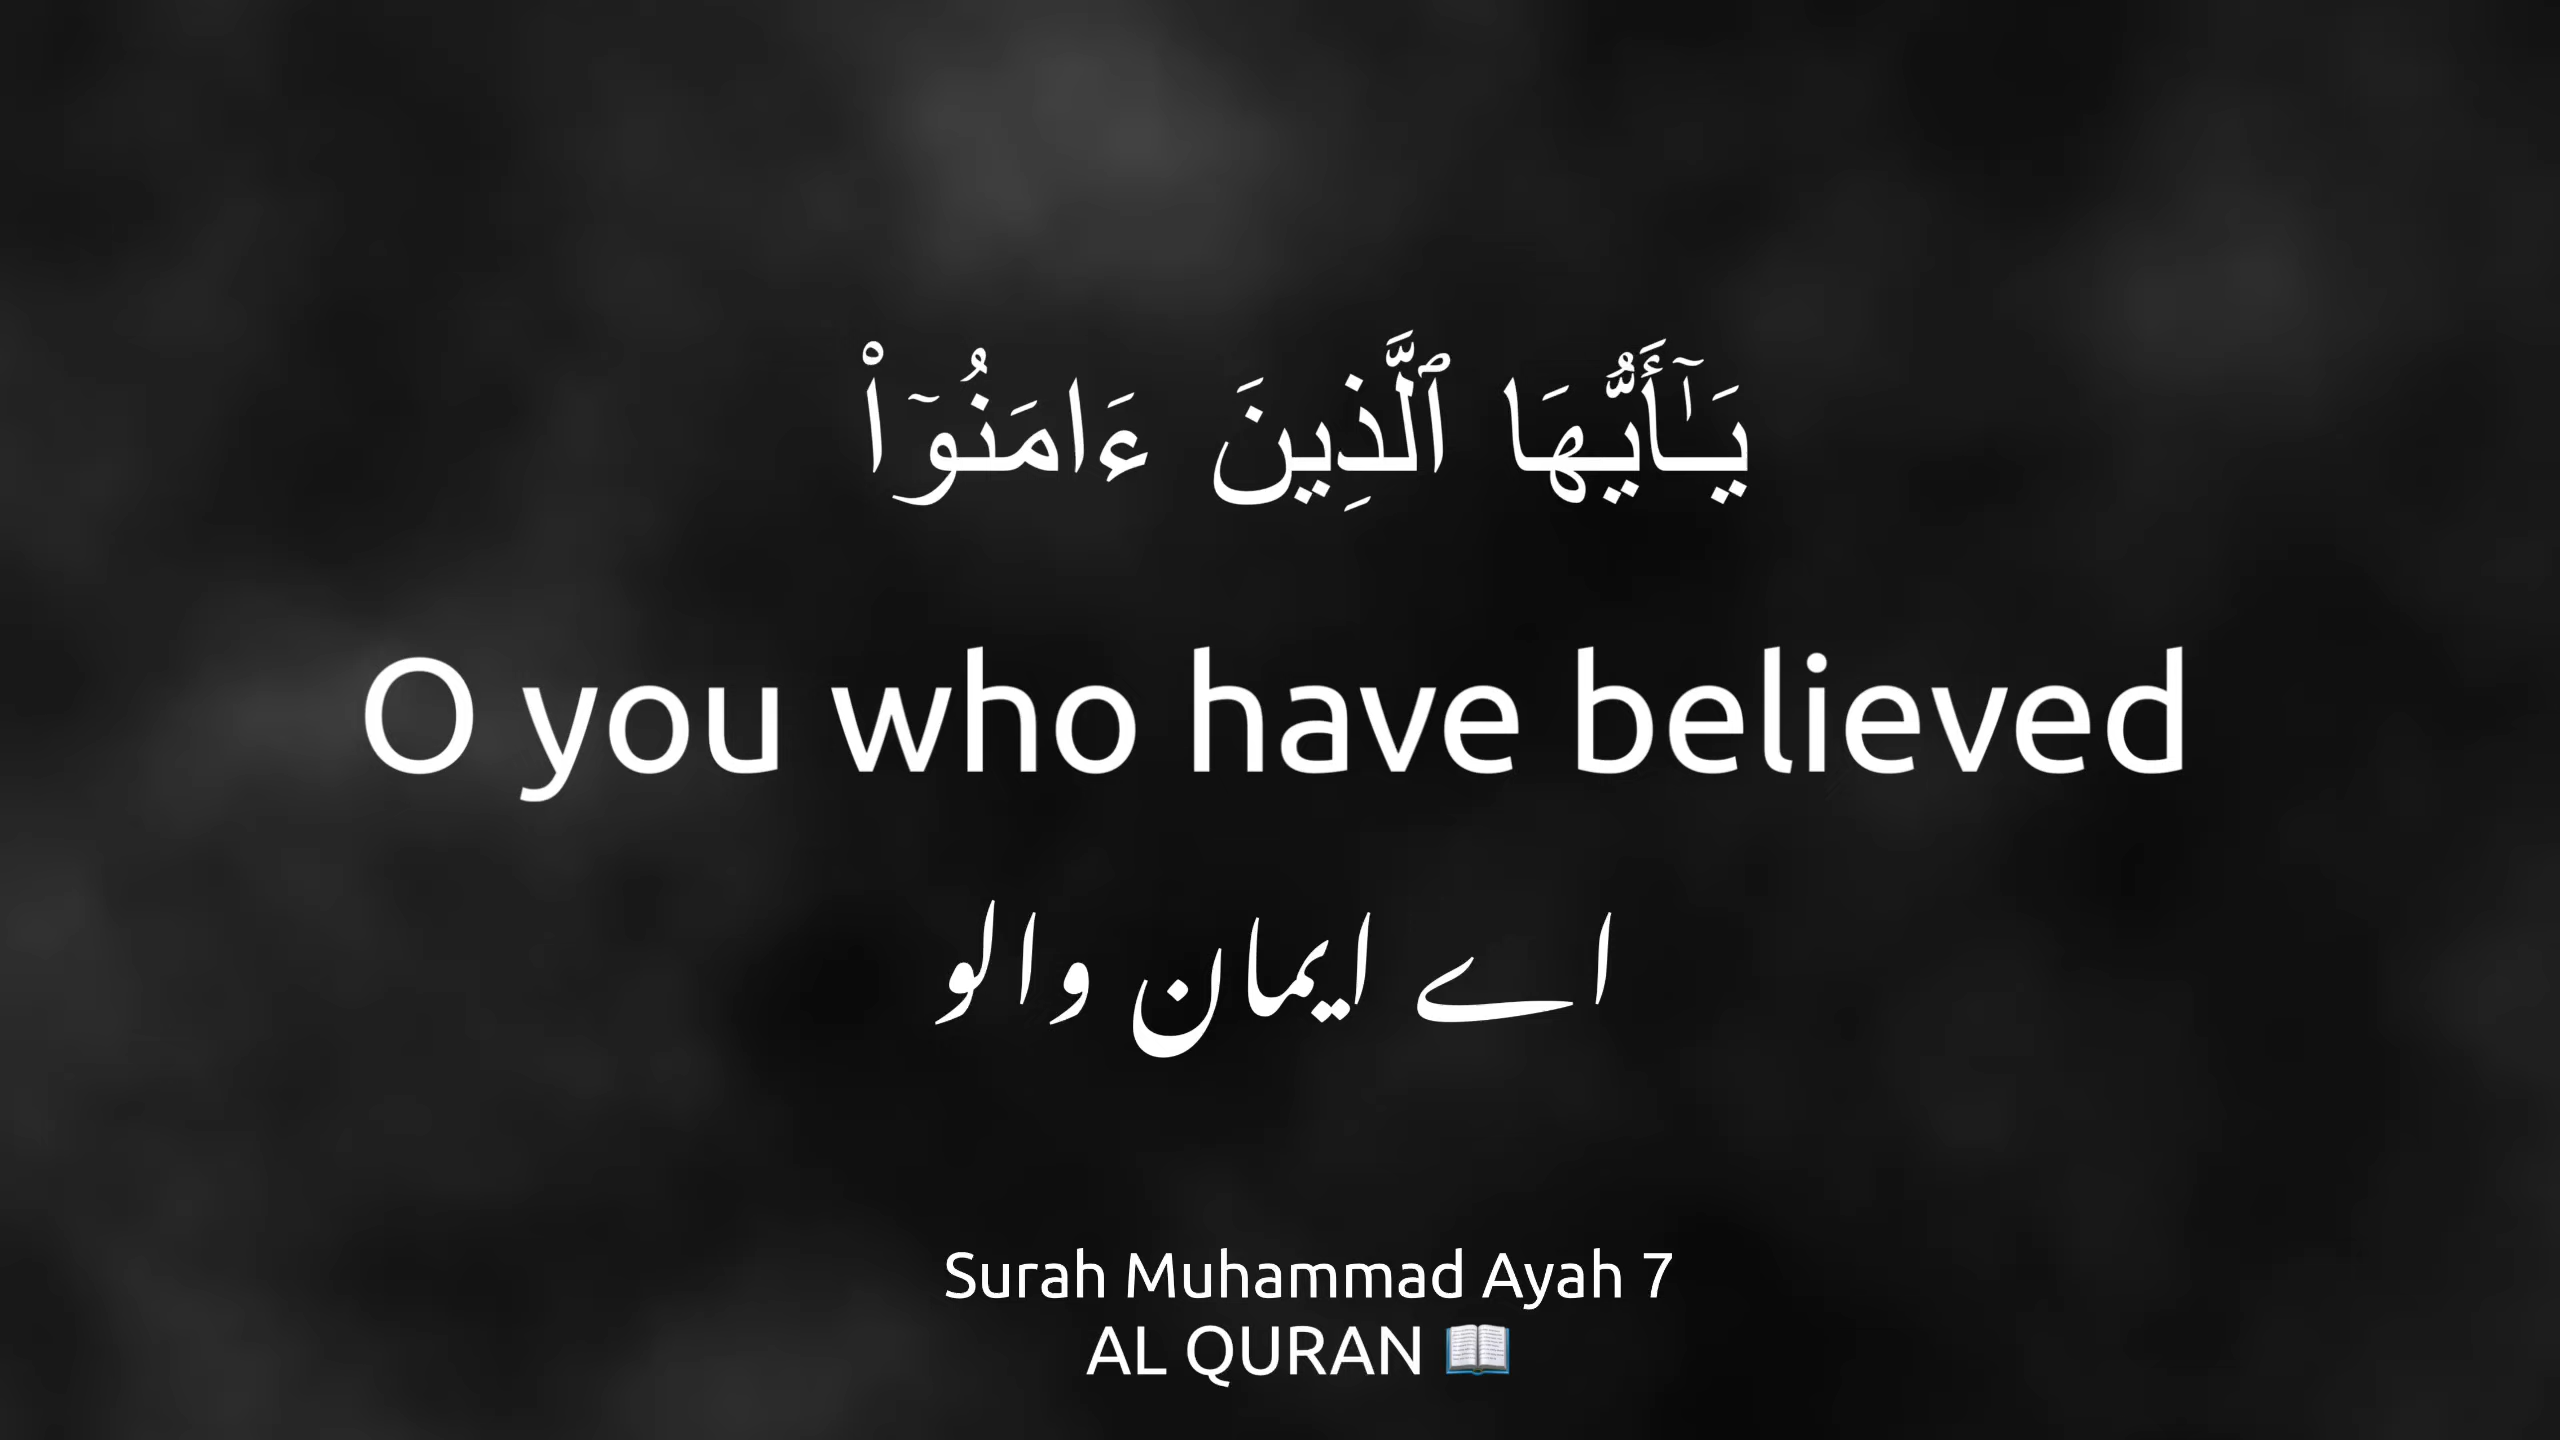 يَـٰٓأَيُّهَا ٱلَّذِينَ ءَامَنُوٓا۟
O you who have believed
اے ایمان والو
Surah Muhammad Ayah 7
AL QURAN 📖